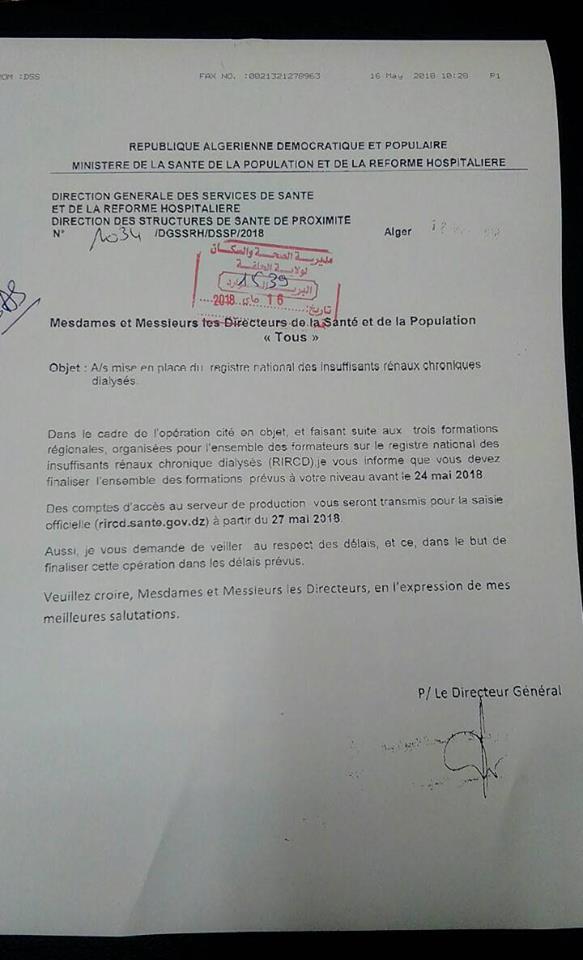 ROM :DSS FAX NO. :0021321278963 16 May 2018 10:28 P1
REPUBLIQUE ALGERIENNE DEMOCRATIQUE ET POPULAIRE
MINISTERE DE LA SANTE DE LA POPULATION ET DE LA REFORME HOSPITALIERE
DIRECTION GENERALE DES SERVICES DE SANTE
ET DE LA REFORME HOSPITALIERE
DIRECTION DES STRUCTURES DE SANTE DE PROXIMITE
N° 1034 /DGSSRH/DSSP/2018 Alger
مديرية الصحة والسكان
لولاية الجلفة
1539
البريد الوارد
تاريخ: 16 ماي 2018
Mesdames et Messieurs les Directeurs de la Santé et de la Population
« Tous »
Objet : A/s mise en place du registre national des insuffisants rénaux chroniques
dialysés.
Dans le cadre de l'opération cité en objet, et faisant suite aux trois formations
régionales, organisées pour l'ensemble des formateurs sur le registre national des
insuffisants rénaux chronique dialysés (RIRCD),je vous informe que vous devez
finaliser l'ensemble des formations prévus à votre niveau avant le 24 mai 2018.
Des comptes d'accès au serveur de production vous seront transmis pour la saisie
officielle (rircd.sante.gov.dz) à partir du 27 mai 2018.
Aussi, je vous demande de veiller au respect des délais, et ce, dans le but de
finaliser cette opération dans les délais prévus.
Veuillez croire, Mesdames et Messieurs les Directeurs, en l'expression de mes
meilleures salutations.
P/ Le Directeur Général